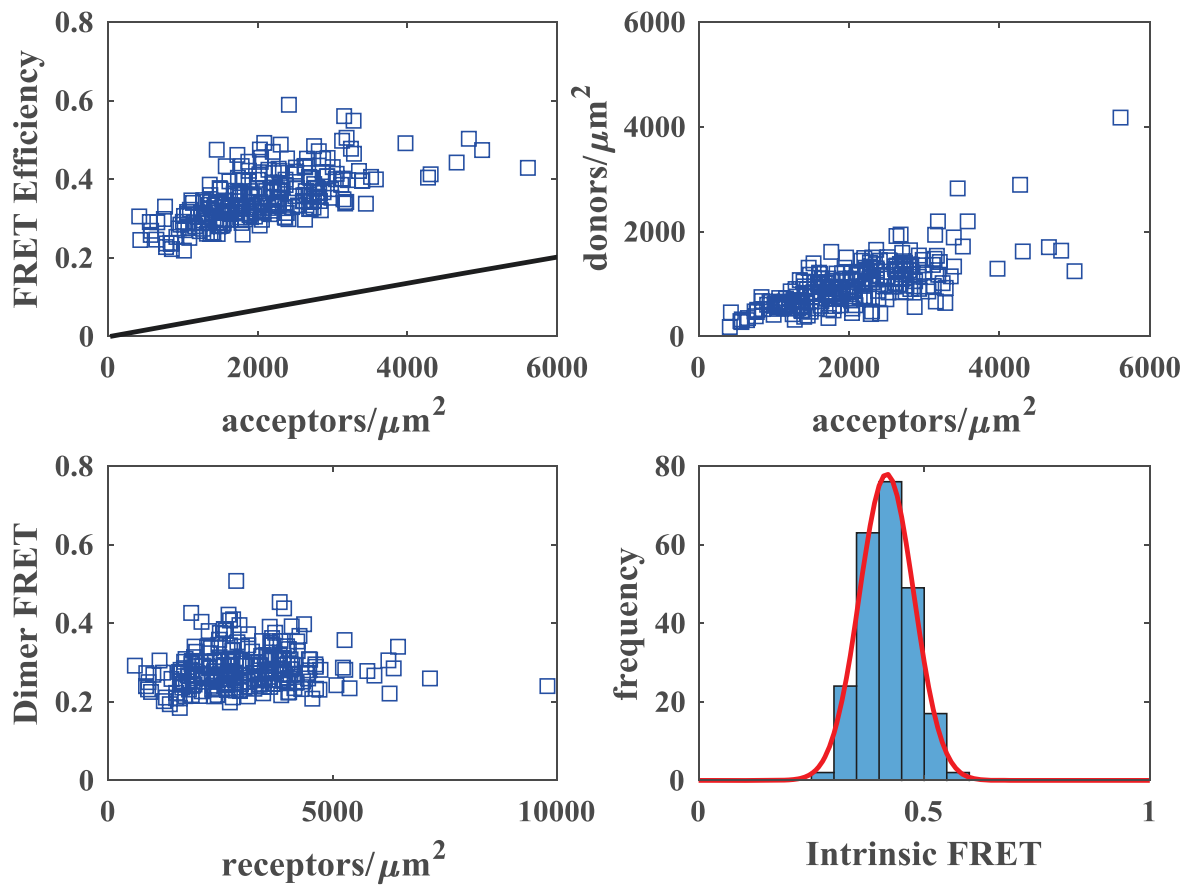 FRET Efficiency
0.8
0.6
0.4
0.2
0
0 2000 4000 6000
acceptors/μm²
donors/μm²
6000
4000
2000
0
0 2000 4000 6000
acceptors/μm²
Dimer FRET
0.8
0.6
0.4
0.2
0
0 5000 10000
receptors/μm²
frequency
80
60
40
20
0
0 0.5 1
Intrinsic FRET